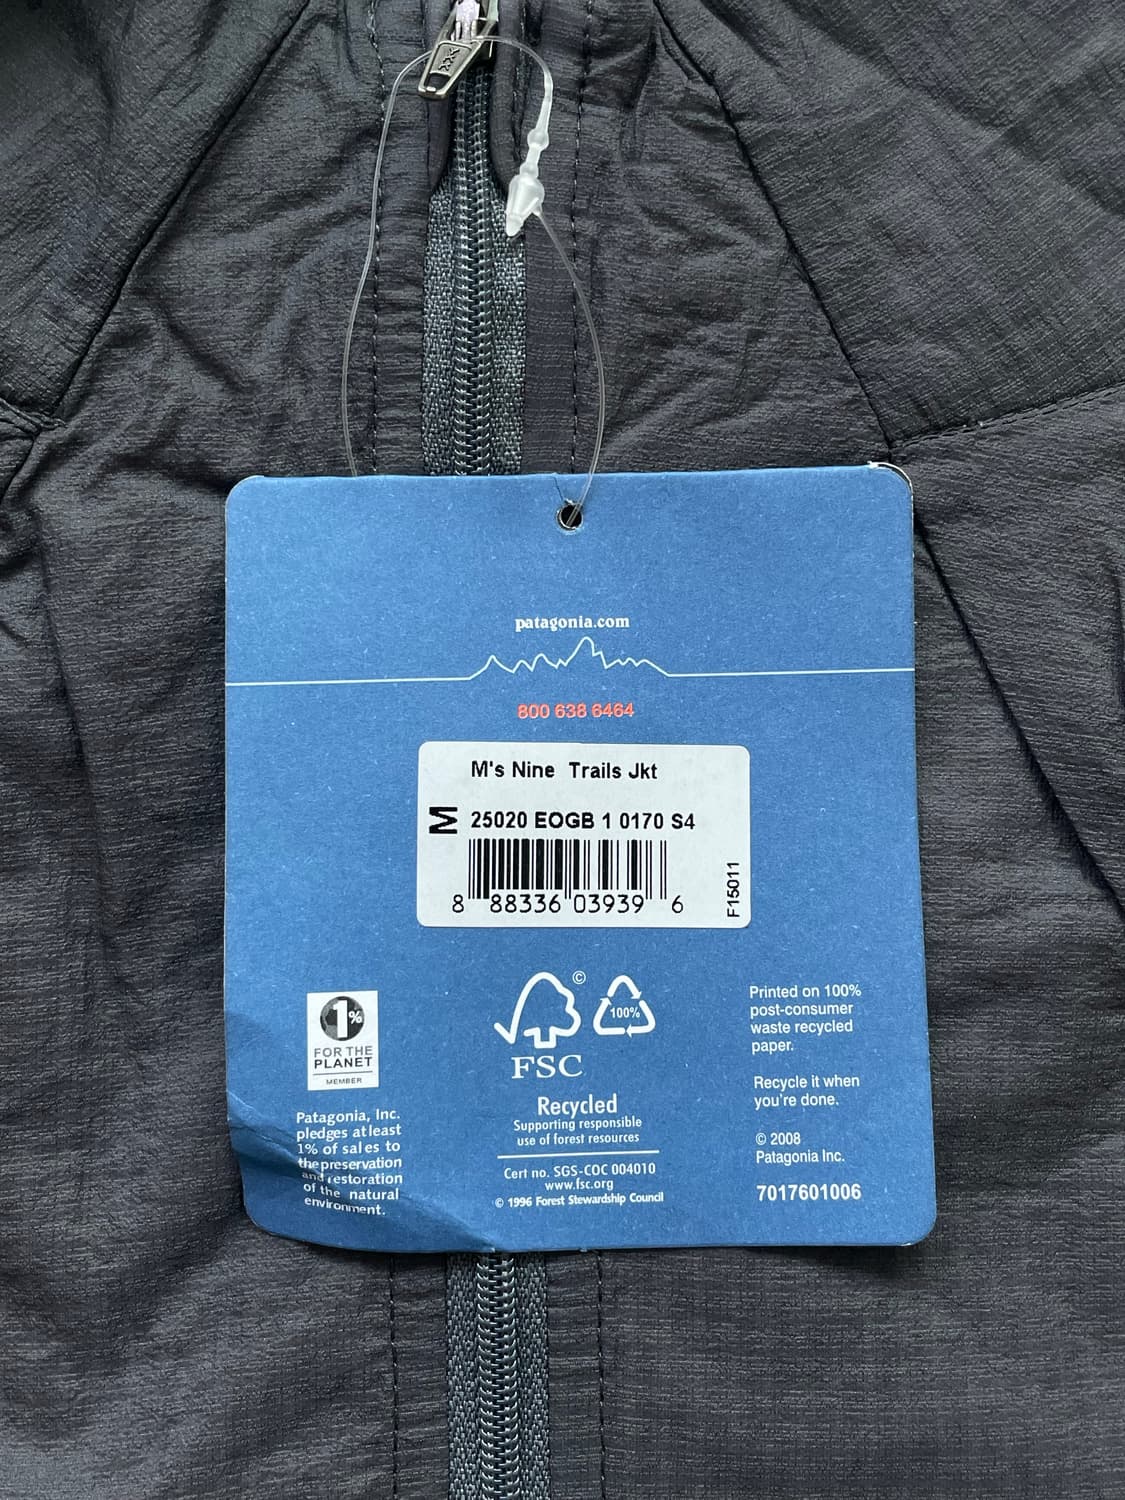 patagonia.com
800 638 6464
M's Nine Trails Jkt
M 25020 EOGB 1 0170 S4
8 88336 03939 6
F15011
1%
FOR THE
PLANET
MEMBER
Patagonia, Inc.
pledges at least
1% of sales to
the preservation
and restoration
of the natural
environment.
©
100%
FSC
Recycled
Supporting responsible
use of forest resources
Cert no. SGS-COC 004010
www.fsc.org
© 1996 Forest Stewardship Council
Printed on 100%
post-consumer
waste recycled
paper.
Recycle it when
you're done.
© 2008
Patagonia Inc.
7017601006